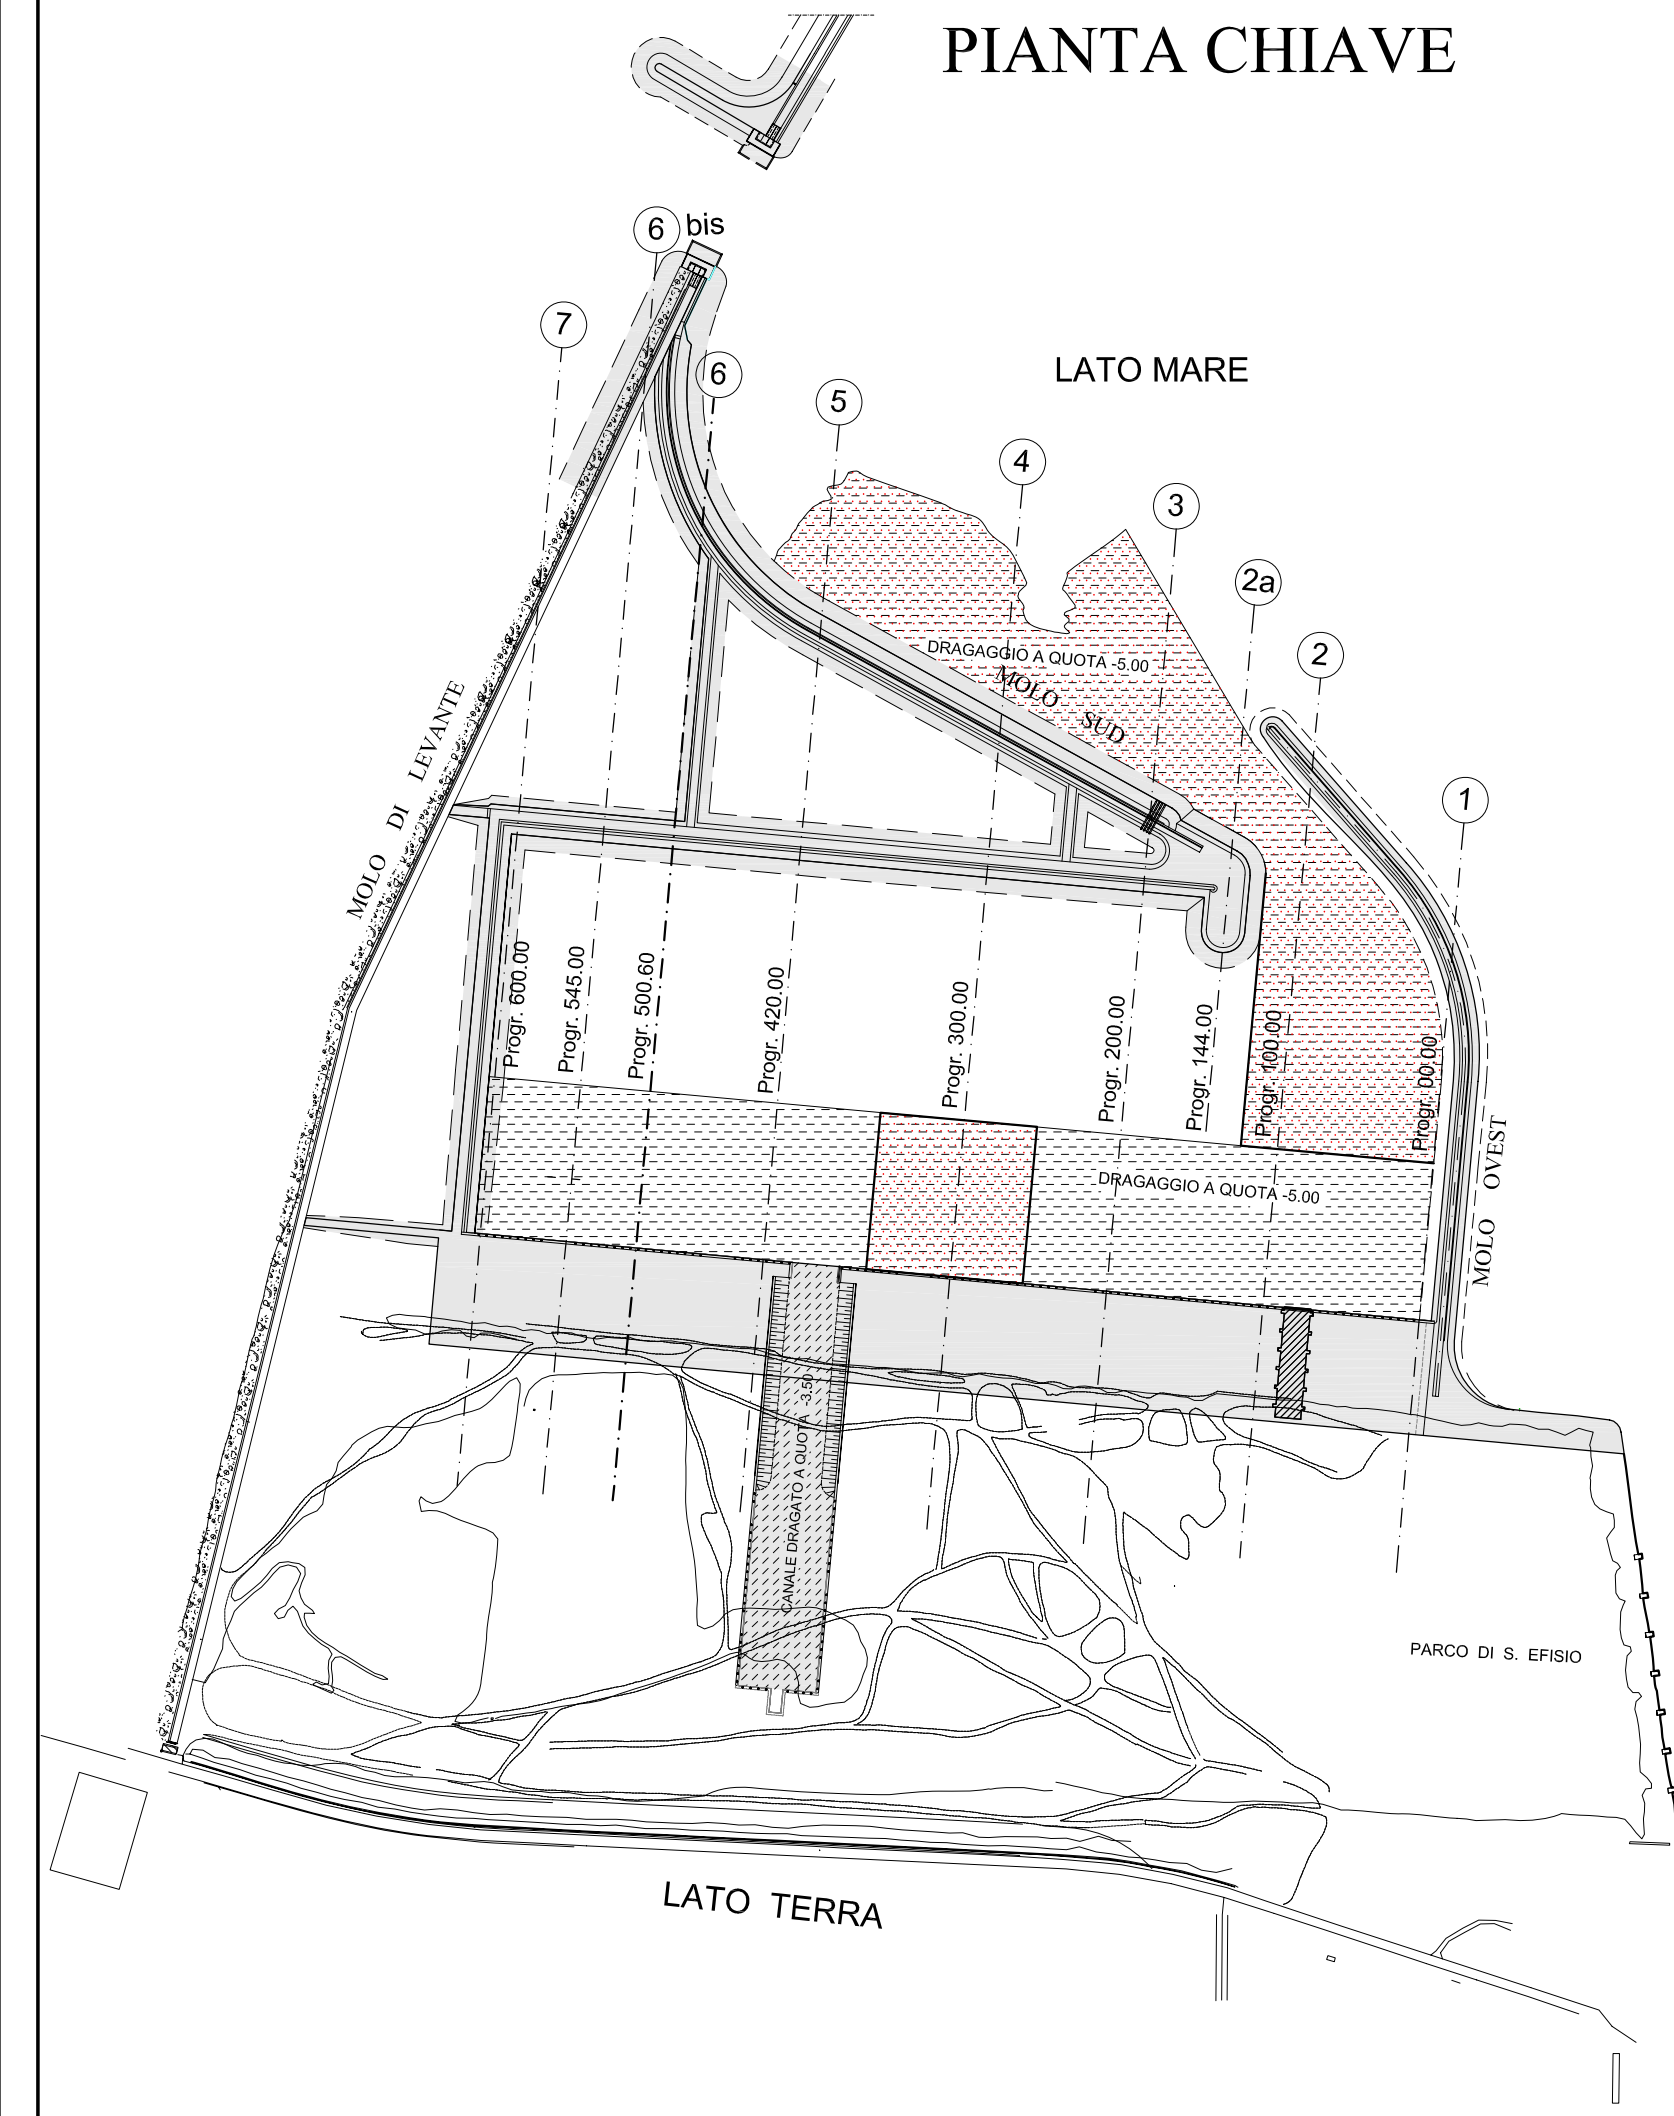 PIANTA CHIAVE
6 bis
7
6
5
LATO MARE
4
3
2a
2
1
DRAGAGGIO A QUOTA -5.00
MOLO SUD
MOLO DI LEVANTE
Progr. 600.00
Progr. 545.00
Progr. 500.60
Progr. 420.00
Progr. 300.00
Progr. 200.00
Progr. 144.00
Progr. 100.00
Progr. 00.00
DRAGAGGIO A QUOTA -5.00
MOLO OVEST
CANALE DRAGATO A QUOTA -3.50
PARCO DI S. EFISIO
LATO TERRA